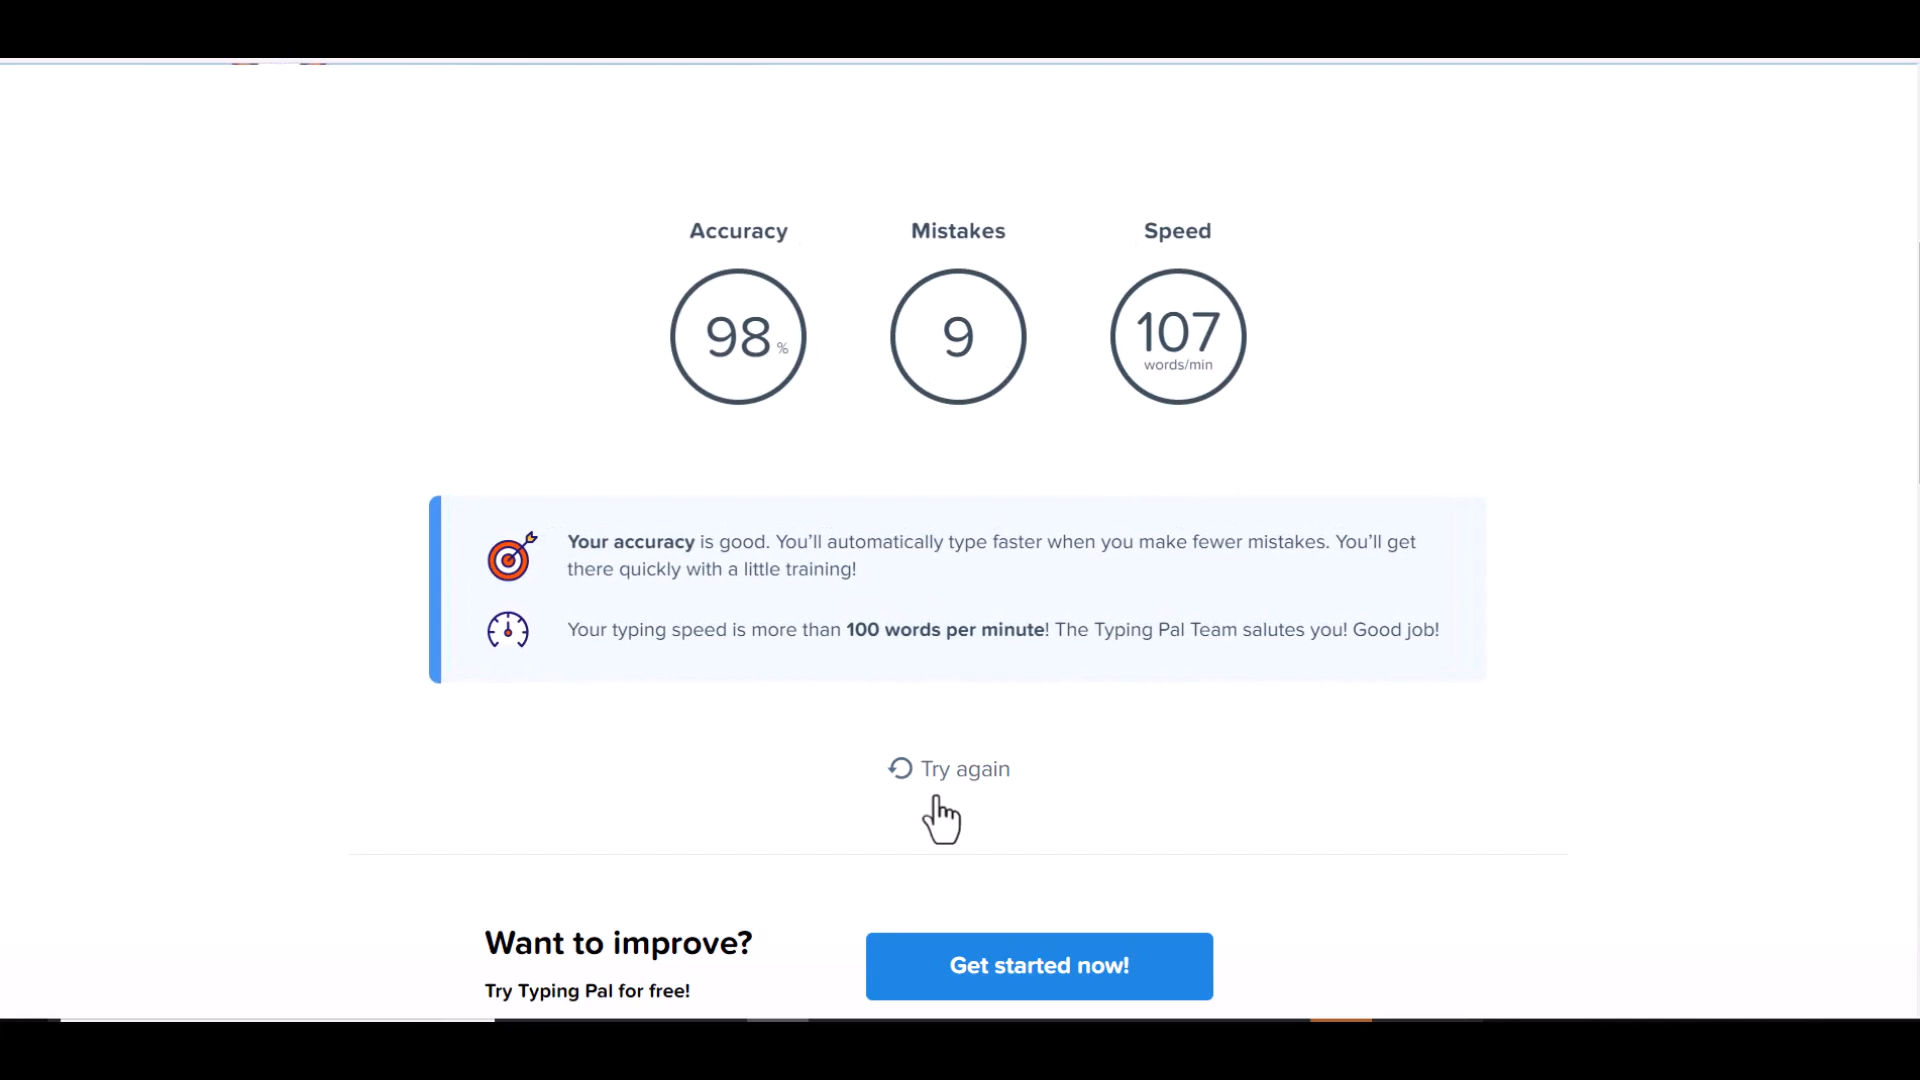 Accuracy
Mistakes
Speed
98 %
9
107
words/min
Your accuracy is good. You’ll automatically type faster when you make fewer mistakes. You’ll get
there quickly with a little training!
Your typing speed is more than 100 words per minute! The Typing Pal Team salutes you! Good job!
Try again
Want to improve?
Get started now!
Try Typing Pal for free!